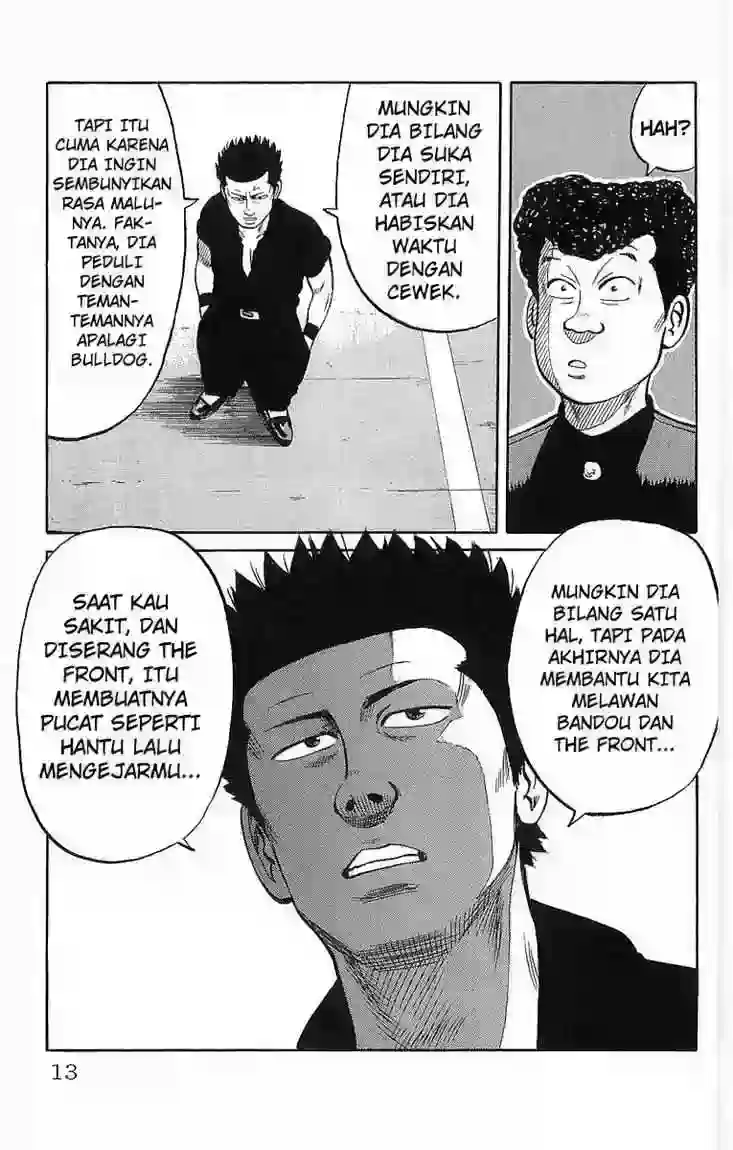 HAH?
MUNGKIN
DIA BILANG
DIA SUKA
SENDIRI,
ATAU DIA
HABISKAN
WAKTU
DENGAN
CEWEK.
TAPI ITU
CUMA KARENA
DIA INGIN
SEMBUNYIKAN
RASA MALU-
NYA. FAK-
TANYA, DIA
PEDULI
DENGAN
TEMAN-
TEMANNYA
APALAGI
BULLDOG.
MUNGKIN DIA
BILANG SATU
HAL, TAPI PADA
AKHIRNYA DIA
MEMBANTU KITA
MELAWAN
BANDOU DAN
THE FRONT...
SAAT KAU
SAKIT, DAN
DISERANG THE
FRONT, ITU
MEMBUATNYA
PUCAT SEPERTI
HANTU LALU
MENGEJARMU...
13